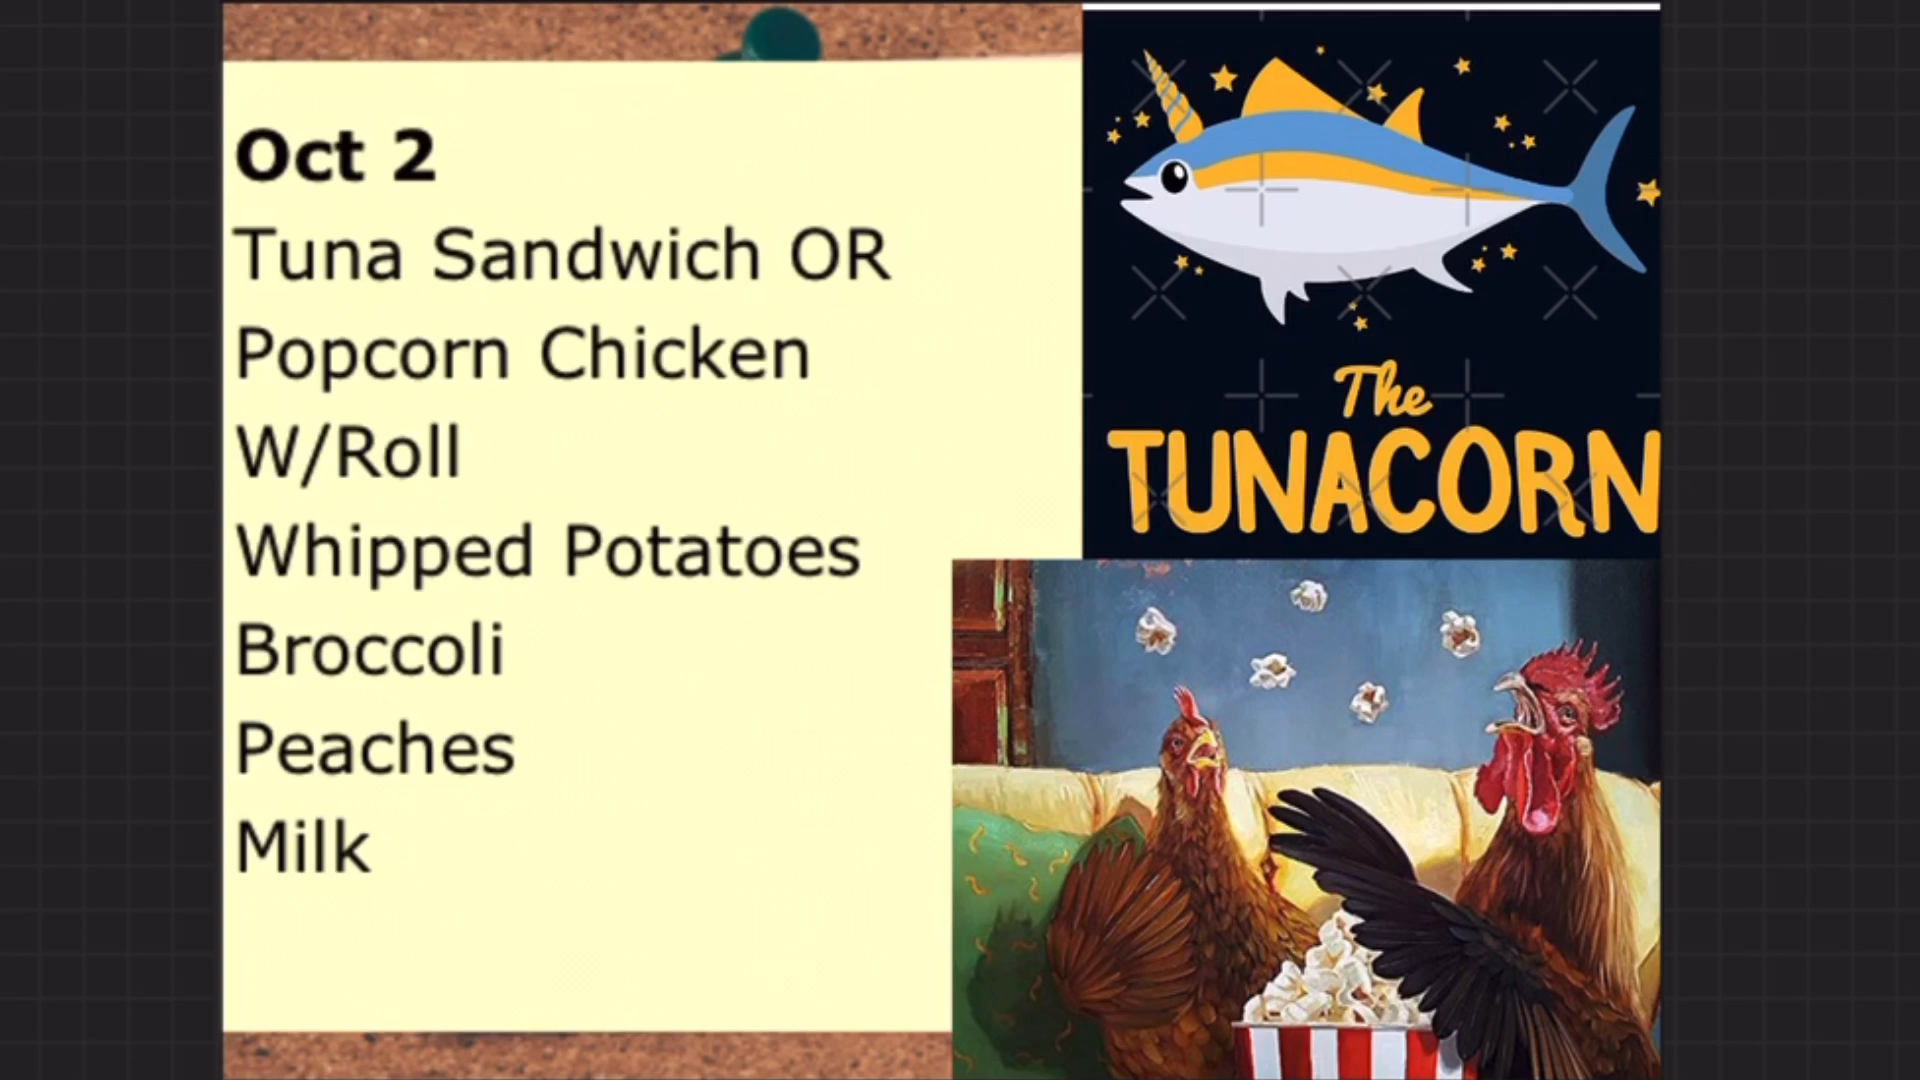 Oct 2
Tuna Sandwich OR
Popcorn Chicken
W/Roll
Whipped Potatoes
Broccoli
Peaches
Milk
The
TUNACORN